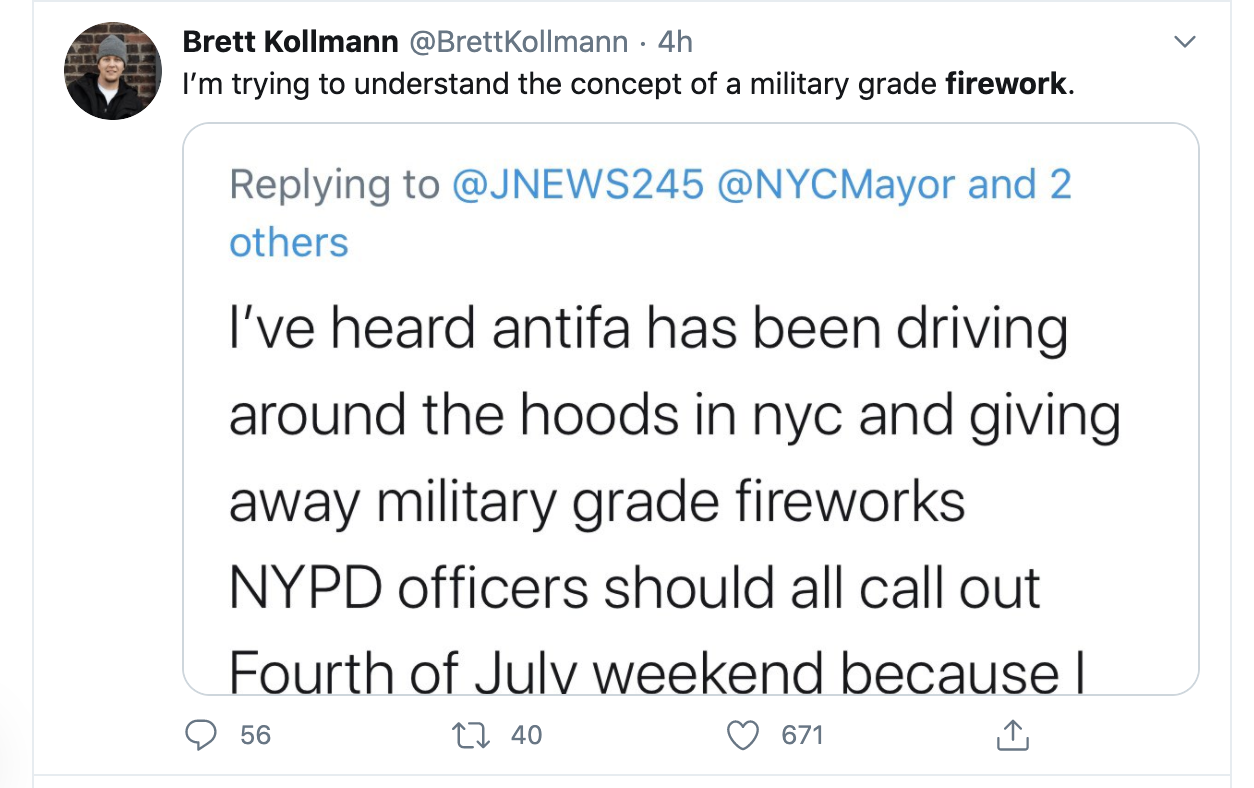 Brett Kollmann @BrettKollmann · 4h
I’m trying to understand the concept of a military grade firework.
Replying to @JNEWS245 @NYCMayor and 2
others
I’ve heard antifa has been driving
around the hoods in nyc and giving
away military grade fireworks
NYPD officers should all call out
Fourth of July weekend because I
56 40 671